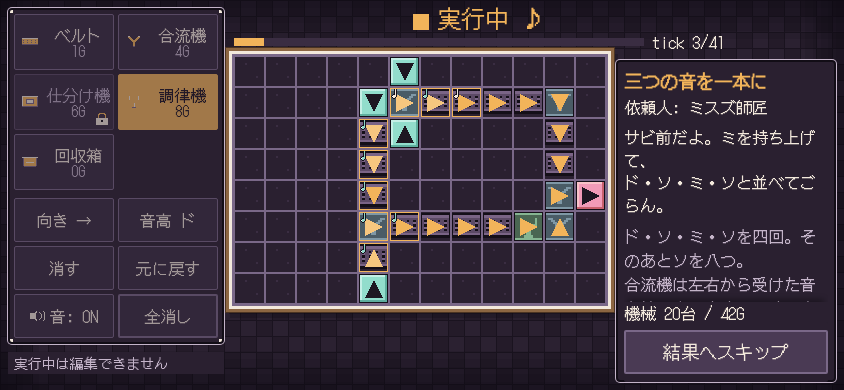 ベルト
1G
合流機
4G
仕分け機
6G
調律機
8G
回収箱
0G
向き →
音高 ド
消す
元に戻す
音: ON
全消し
実行中は編集できません
実行中 ♪
tick 3/41
三つの音を一本に
依頼人: ミスズ師匠
サビ前だよ。ミを持ち上げ
て、
ド・ソ・ミ・ソと並べてご
らん。
ド・ソ・ミ・ソを四回。そ
のあとソを八つ。
合流機は左右から受けた音
機械 20台 / 42G
結果へスキップ